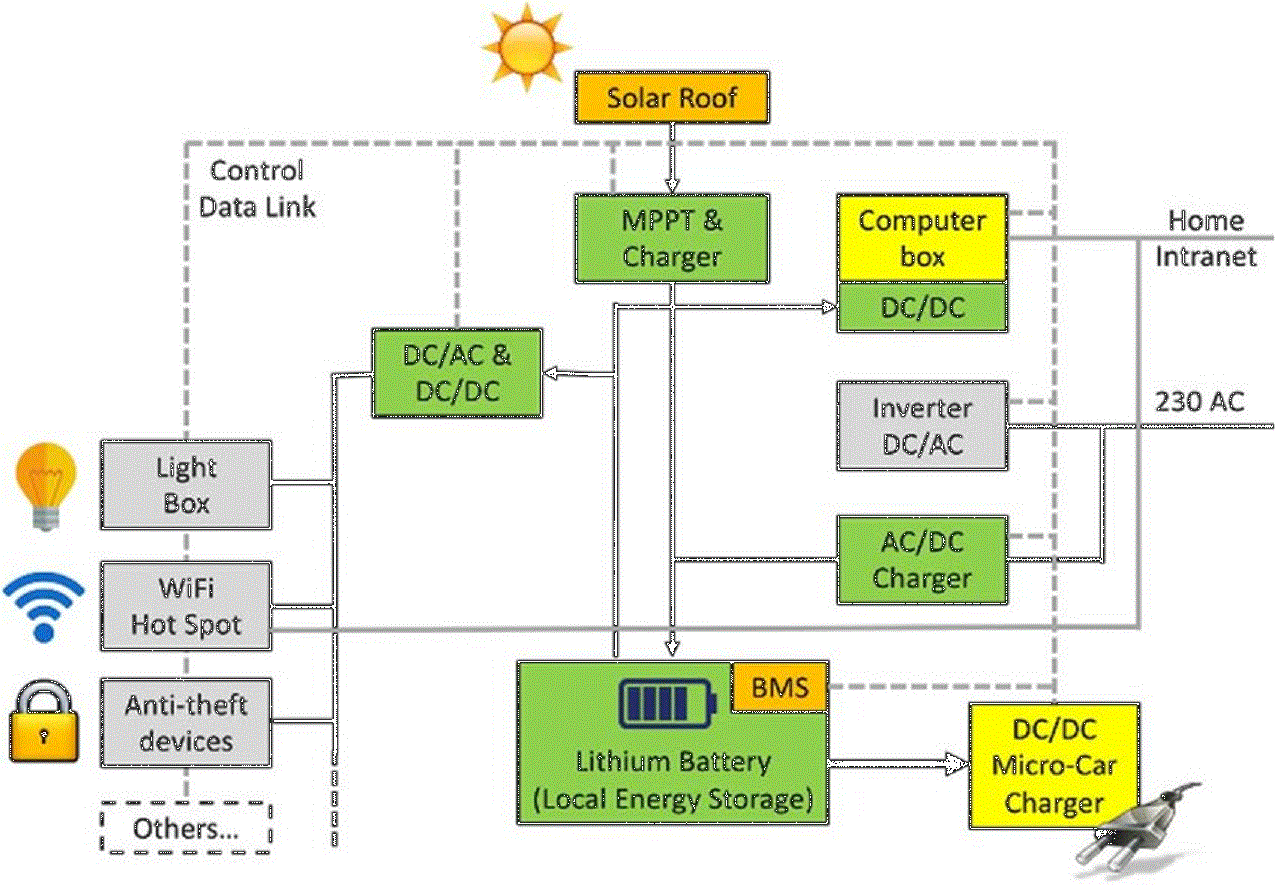 Solar Roof
Control
Data Link
MPPT &
Charger
Computer
box
DC/DC
Home
Intranet
DC/AC &
DC/DC
Inverter
DC/AC
230 AC
Light
Box
AC/DC
Charger
WiFi
Hot Spot
BMS
Anti-theft
devices
Lithium Battery
(Local Energy Storage)
DC/DC
Micro-Car
Charger
Others...